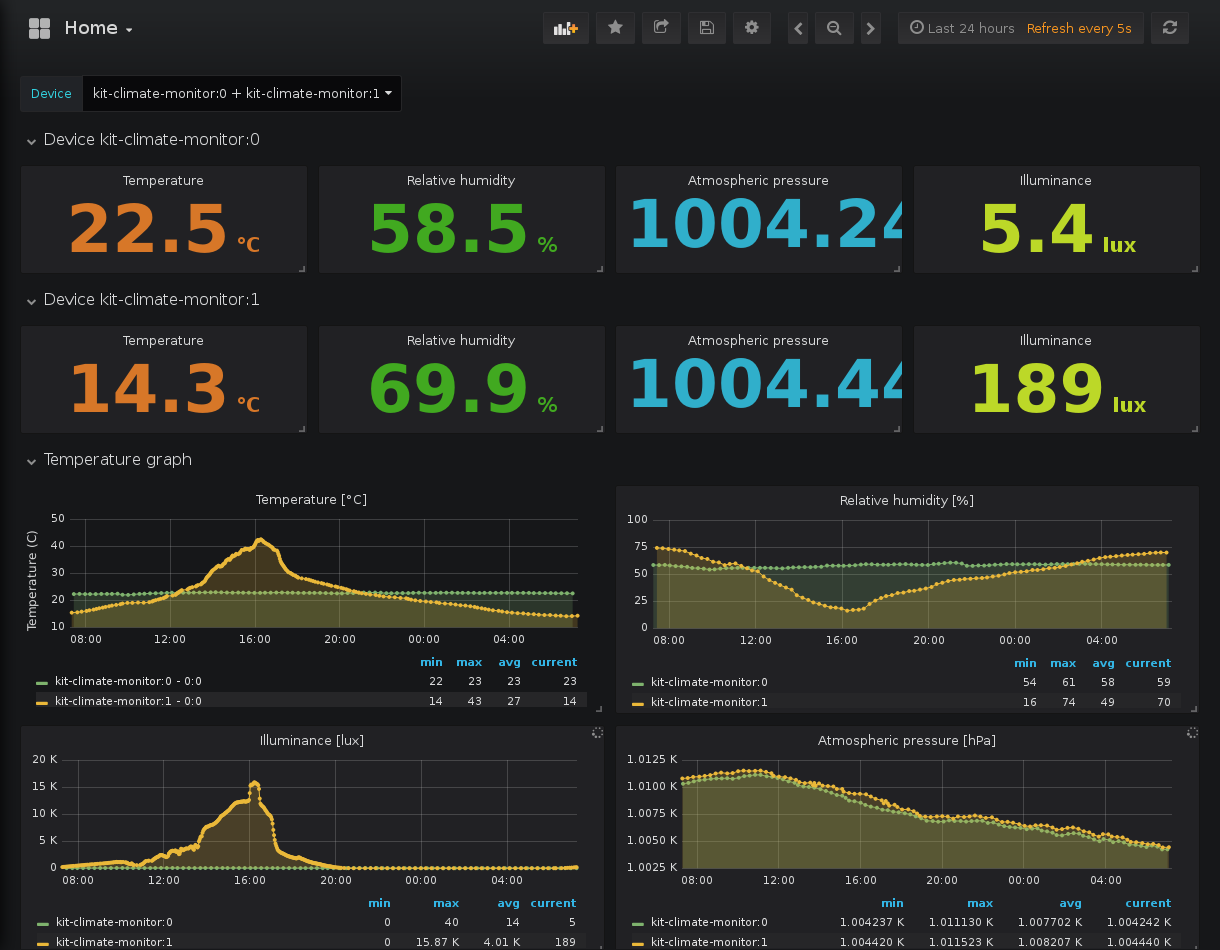 Home
Last 24 hours Refresh every 5s
Device kit-climate-monitor:0 + kit-climate-monitor:1
Device kit-climate-monitor:0
Temperature Relative humidity Atmospheric pressure Illuminance
22.5 °C 58.5 % 1004.24 5.4 lux
Device kit-climate-monitor:1
Temperature Relative humidity Atmospheric pressure Illuminance
14.3 °C 69.9 % 1004.44 189 lux
Temperature graph
Temperature [°C]
Temperature (C)
50
40
30
20
10
08:00 12:00 16:00 20:00 00:00 04:00
min max avg current
kit-climate-monitor:0 - 0:0 22 23 23 23
kit-climate-monitor:1 - 0:0 14 43 27 14
Relative humidity [%]
100
75
50
25
0
08:00 12:00 16:00 20:00 00:00 04:00
min max avg current
kit-climate-monitor:0 54 61 58 59
kit-climate-monitor:1 16 74 49 70
Illuminance [lux]
20 K
15 K
10 K
5 K
0
08:00 12:00 16:00 20:00 00:00 04:00
min max avg current
kit-climate-monitor:0 0 40 14 5
kit-climate-monitor:1 0 15.87 K 4.01 K 189
Atmospheric pressure [hPa]
1.0125 K
1.0100 K
1.0075 K
1.0050 K
1.0025 K
08:00 12:00 16:00 20:00 00:00 04:00
min max avg current
kit-climate-monitor:0 1.004237 K 1.011130 K 1.007702 K 1.004242 K
kit-climate-monitor:1 1.004420 K 1.011523 K 1.008207 K 1.004440 K